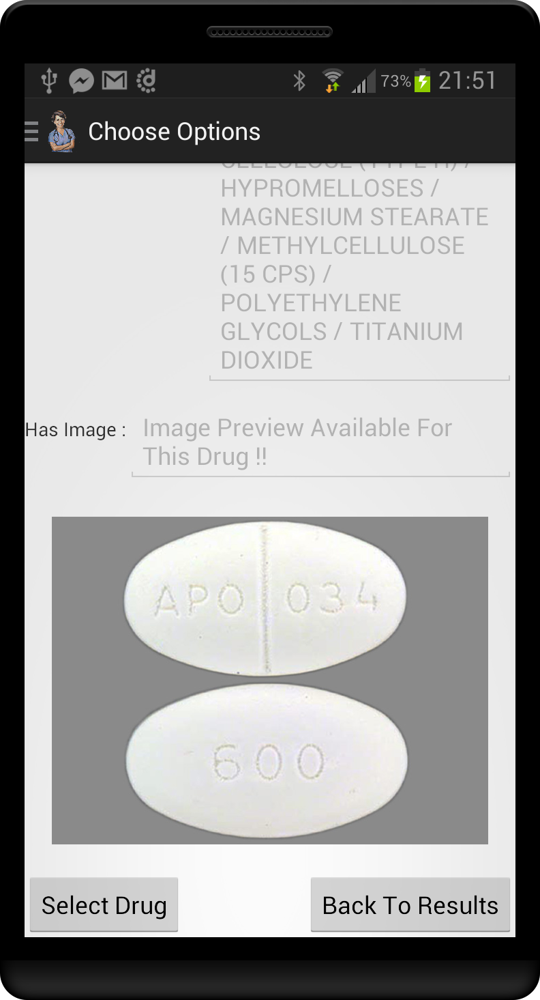 73% 21:51
Choose Options
HYPROMELLOSES /
MAGNESIUM STEARATE
/ METHYLCELLULOSE
(15 CPS) /
POLYETHYLENE
GLYCOLS / TITANIUM
DIOXIDE
Has Image : Image Preview Available For
This Drug !!
APO 034
600
Select Drug Back To Results